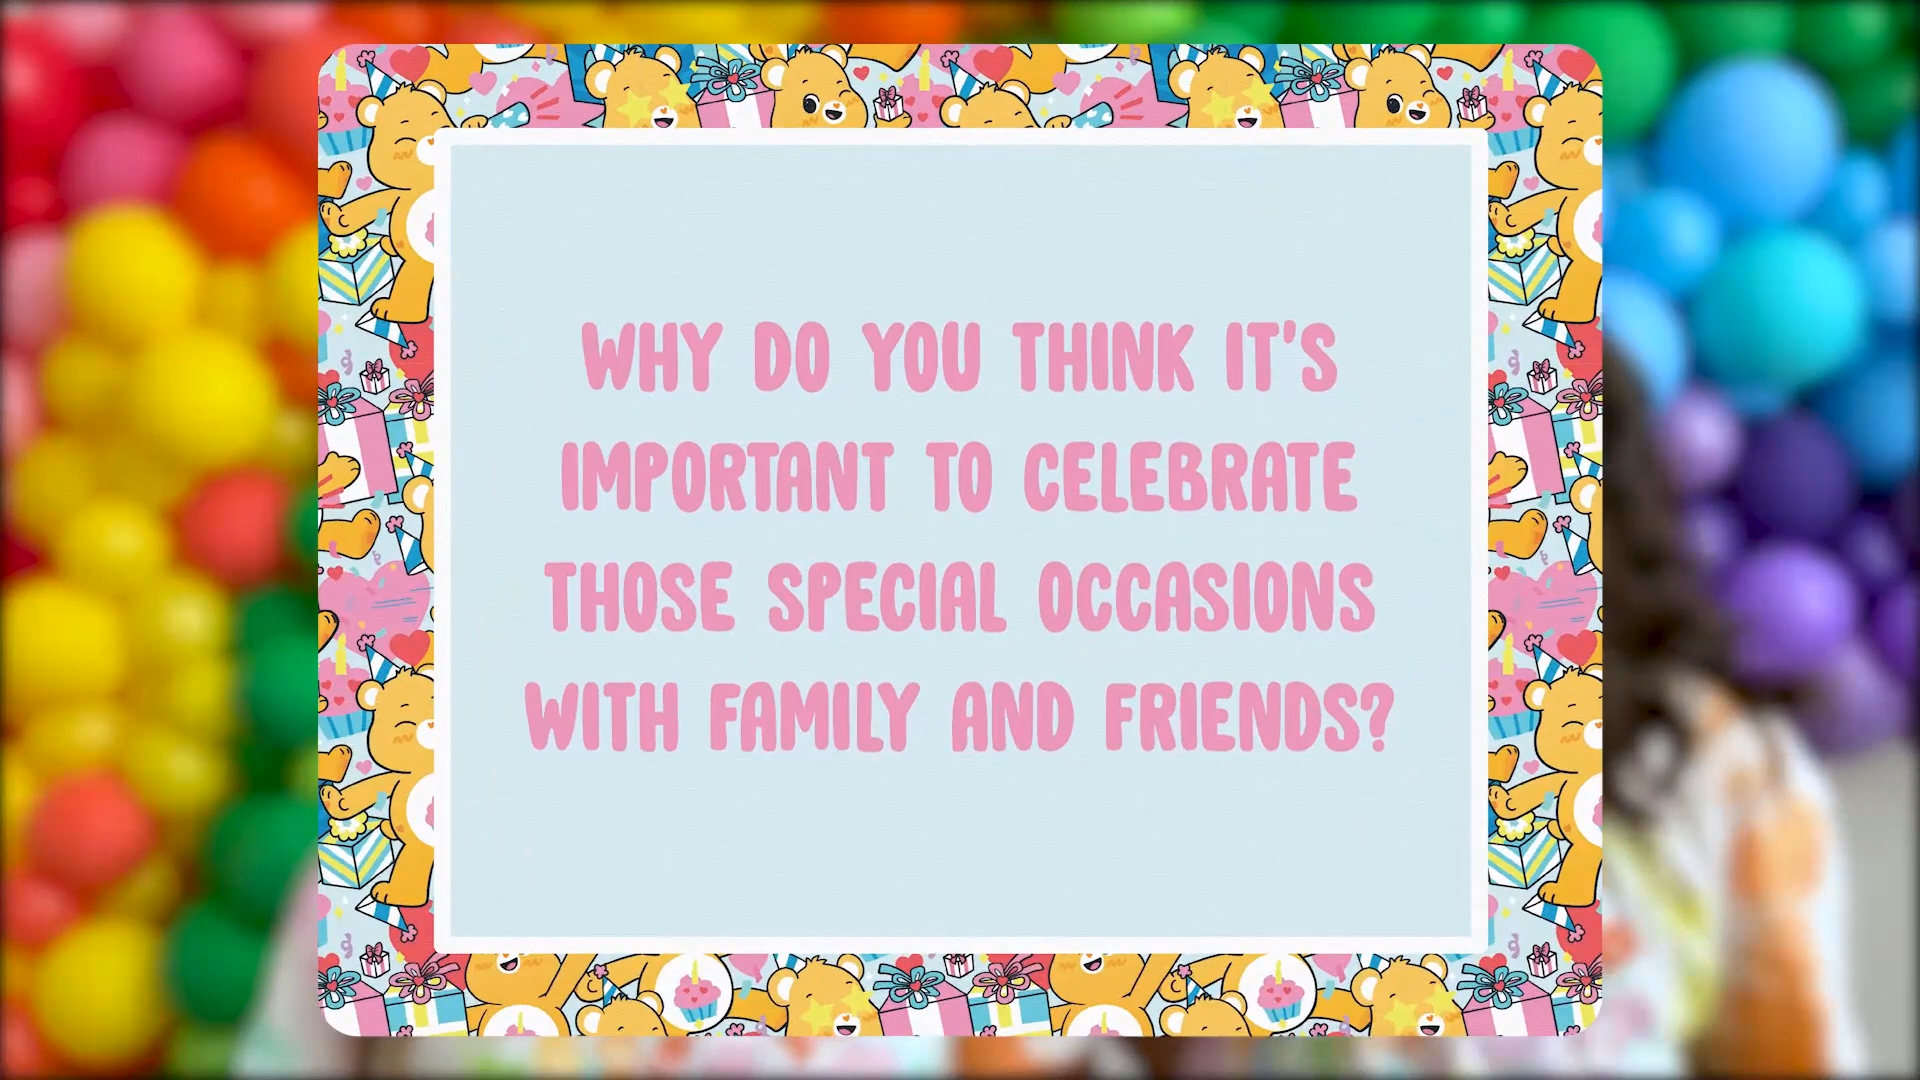 WHY DO YOU THINK IT'S
IMPORTANT TO CELEBRATE
THOSE SPECIAL OCCASIONS
WITH FAMILY AND FRIENDS?